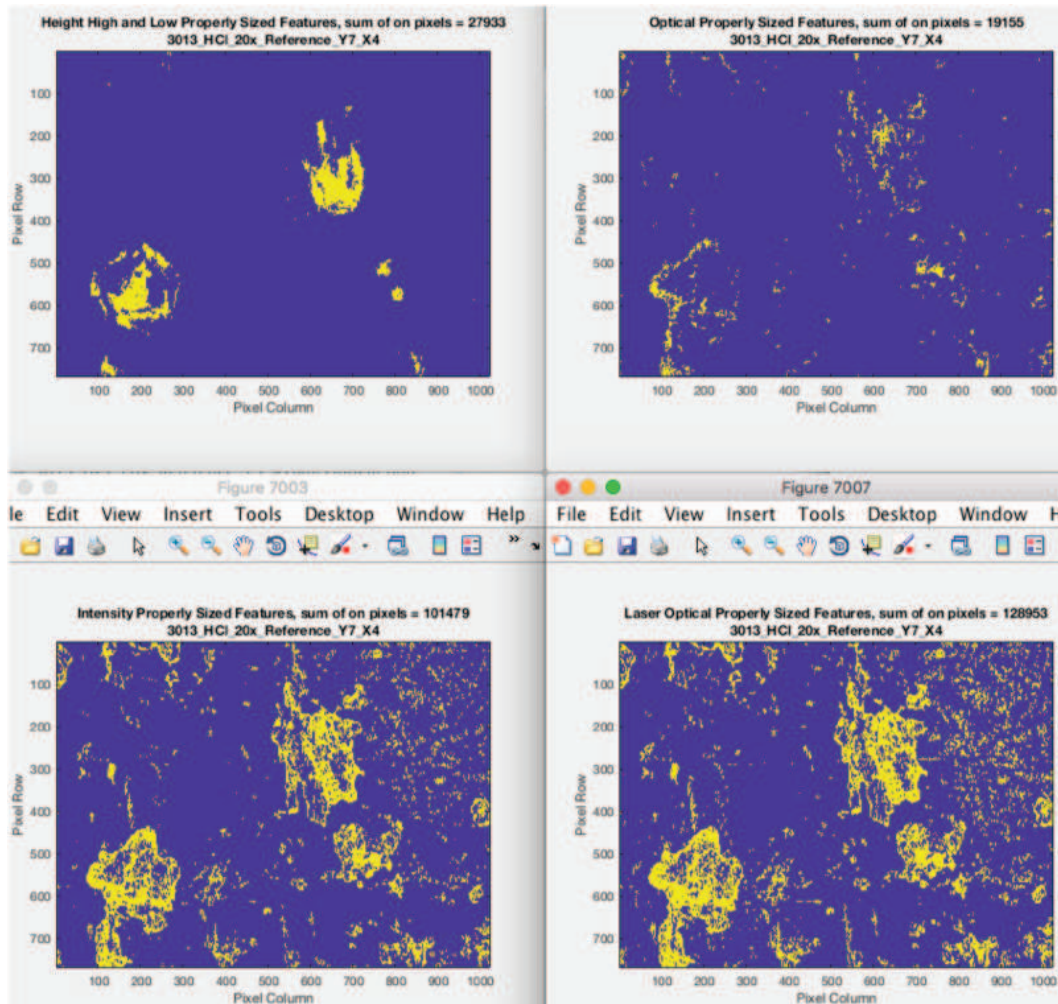 Height High and Low Properly Sized Features, sum of on pixels = 27933
3013_HCl_20x_Reference_Y7_X4
Pixel Row
100
200
300
400
500
600
700
100 200 300 400 500 600 700 800 900 1000
Pixel Column
Optical Properly Sized Features, sum of on pixels = 19155
3013_HCl_20x_Reference_Y7_X4
Pixel Row
100
200
300
400
500
600
700
100 200 300 400 500 600 700 800 900 1000
Pixel Column
Figure 7003
le Edit View Insert Tools Desktop Window Help
Intensity Properly Sized Features, sum of on pixels = 101479
3013_HCl_20x_Reference_Y7_X4
Pixel Row
100
200
300
400
500
600
700
100 200 300 400 500 600 700 800 900 1000
Pixel Column
Figure 7007
File Edit View Insert Tools Desktop Window H
Laser Optical Properly Sized Features, sum of on pixels = 128953
3013_HCl_20x_Reference_Y7_X4
Pixel Row
100
200
300
400
500
600
700
100 200 300 400 500 600 700 800 900 1000
Pixel Column